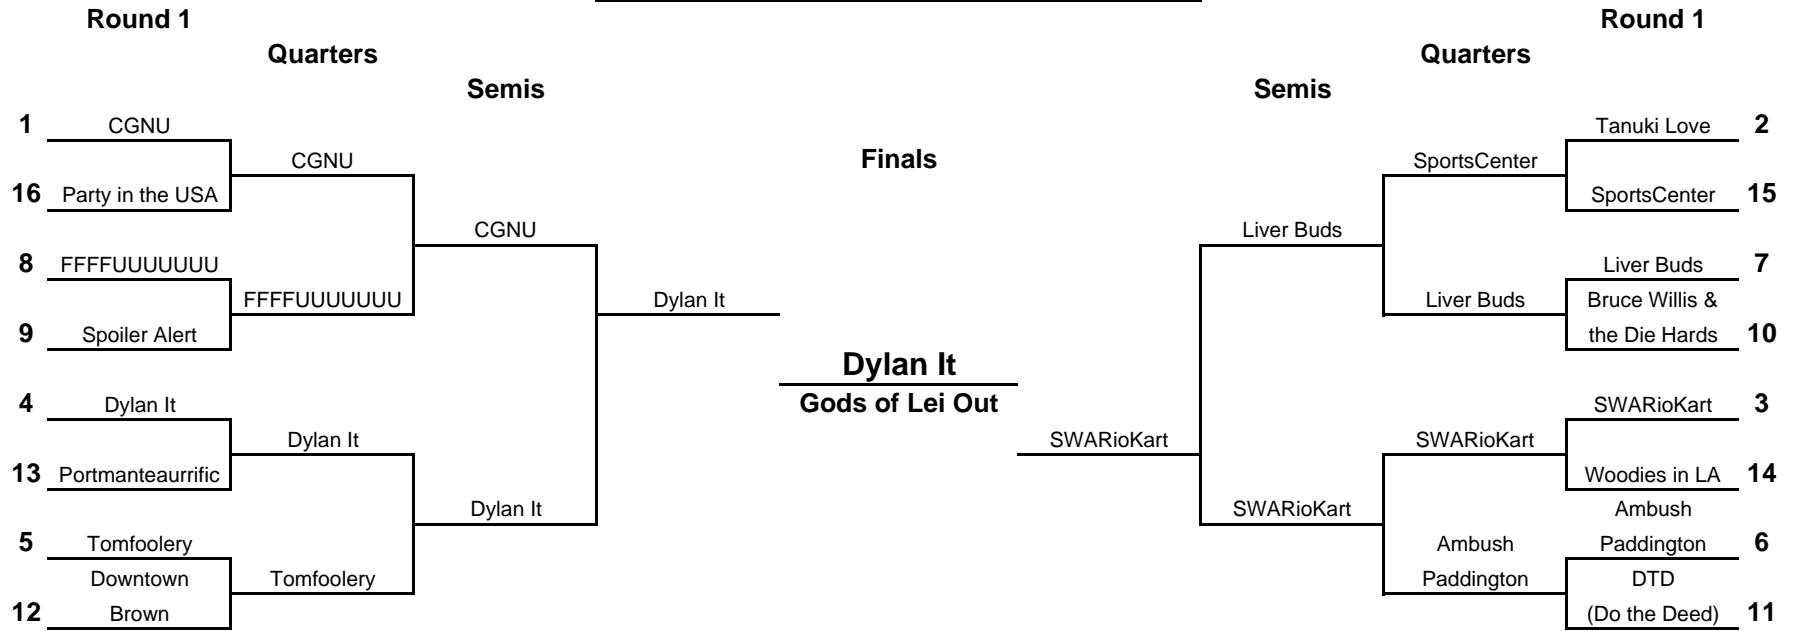 Round 1
Round 1
Quarters
Quarters
Semis
Semis
1 CGNU
Tanuki Love 2
CGNU
Finals
SportsCenter
16 Party in the USA
SportsCenter 15
CGNU
Liver Buds
8 FFFFUUUUUUU
Liver Buds 7
FFFFUUUUUUU
Dylan It
Liver Buds
Bruce Willis &
9 Spoiler Alert
the Die Hards 10
Dylan It
Gods of Lei Out
4 Dylan It
SWARioKart 3
Dylan It
SWARioKart
SWARioKart
13 Portmanteaurrific
Woodies in LA 14
Dylan It
SWARioKart
Ambush
5 Tomfoolery
Ambush
Paddington 6
Downtown
Tomfoolery
Paddington
DTD
12 Brown
(Do the Deed) 11